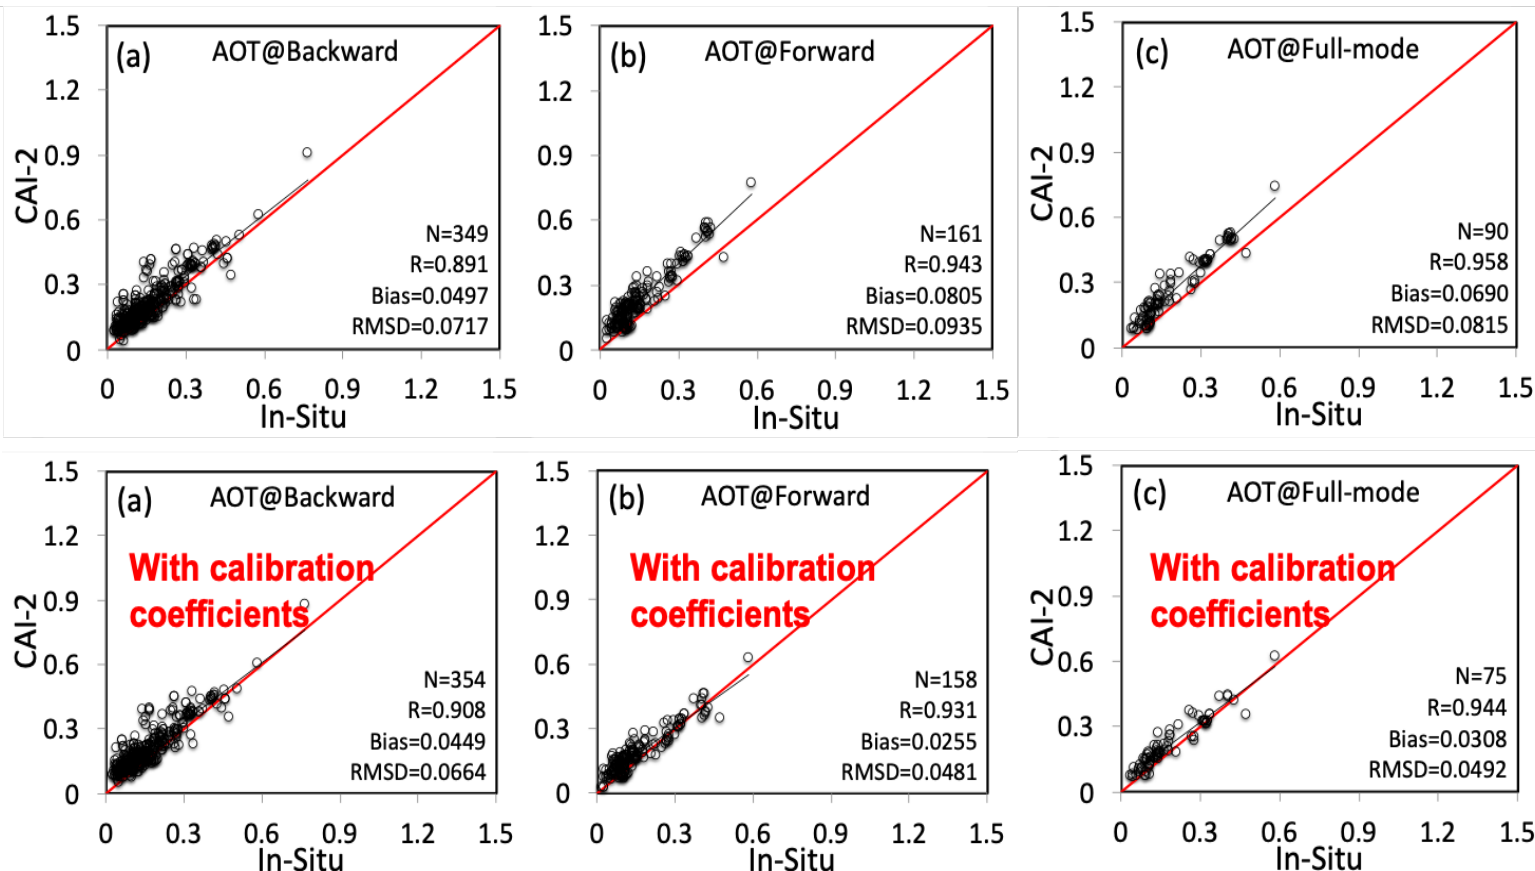 (a) AOT@Backward
1.5
1.2
0.9
0.6
0.3
0
CAI-2
N=349
R=0.891
Bias=0.0497
RMSD=0.0717
0 0.3 0.6 0.9 1.2 1.5
In-Situ
(b) AOT@Forward
1.5
1.2
0.9
0.6
0.3
0
N=161
R=0.943
Bias=0.0805
RMSD=0.0935
0 0.3 0.6 0.9 1.2 1.5
In-Situ
(c) AOT@Full-mode
1.5
1.2
0.9
0.6
0.3
0
CAI-2
N=90
R=0.958
Bias=0.0690
RMSD=0.0815
0 0.3 0.6 0.9 1.2 1.5
In-Situ
(a) AOT@Backward
With calibration
coefficients
1.5
1.2
0.9
0.6
0.3
0
CAI-2
N=354
R=0.908
Bias=0.0449
RMSD=0.0664
0 0.3 0.6 0.9 1.2 1.5
In-Situ
(b) AOT@Forward
With calibration
coefficients
1.5
1.2
0.9
0.6
0.3
0
N=158
R=0.931
Bias=0.0255
RMSD=0.0481
0 0.3 0.6 0.9 1.2 1.5
In-Situ
(c) AOT@Full-mode
With calibration
coefficients
1.5
1.2
0.9
0.6
0.3
0
CAI-2
N=75
R=0.944
Bias=0.0308
RMSD=0.0492
0 0.3 0.6 0.9 1.2 1.5
In-Situ